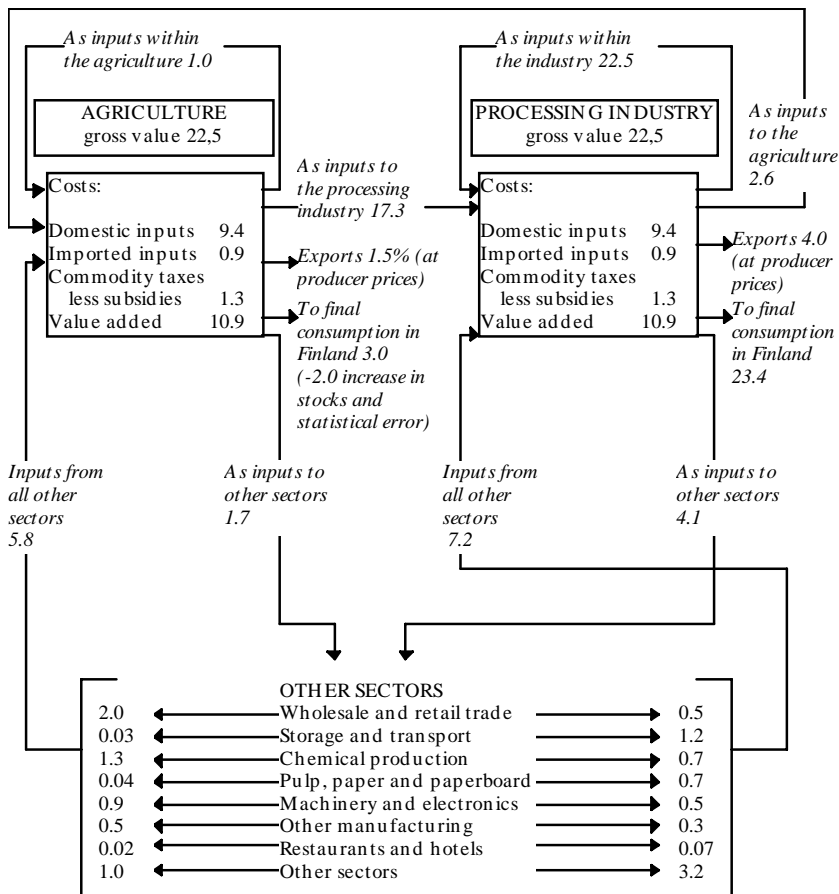 As inputs within
the agriculture 1.0
As inputs within
the industry 22.5
AGRICULTURE
gross value 22,5
PROCESSING INDUSTRY
gross value 22,5
As inputs
to the
agriculture
2.6
Costs:
Domestic inputs 9.4
Imported inputs 0.9
Commodity taxes
less subsidies 1.3
Value added 10.9
As inputs to
the processing
industry 17.3
Exports 1.5% (at
producer prices)
To final
consumption in
Finland 3.0
(-2.0 increase in
stocks and
statistical error)
Costs:
Domestic inputs 9.4
Imported inputs 0.9
Commodity taxes
less subsidies 1.3
Value added 10.9
Exports 4.0
(at producer
prices)
To final
consumption
in Finland
23.4
Inputs from
all other
sectors
5.8
As inputs to
other sectors
1.7
Inputs from
all other
sectors
7.2
As inputs to
other sectors
4.1
OTHER SECTORS
2.0 Wholesale and retail trade 0.5
0.03 Storage and transport 1.2
1.3 Chemical production 0.7
0.04 Pulp, paper and paperboard 0.7
0.9 Machinery and electronics 0.5
0.5 Other manufacturing 0.3
0.02 Restaurants and hotels 0.07
1.0 Other sectors 3.2